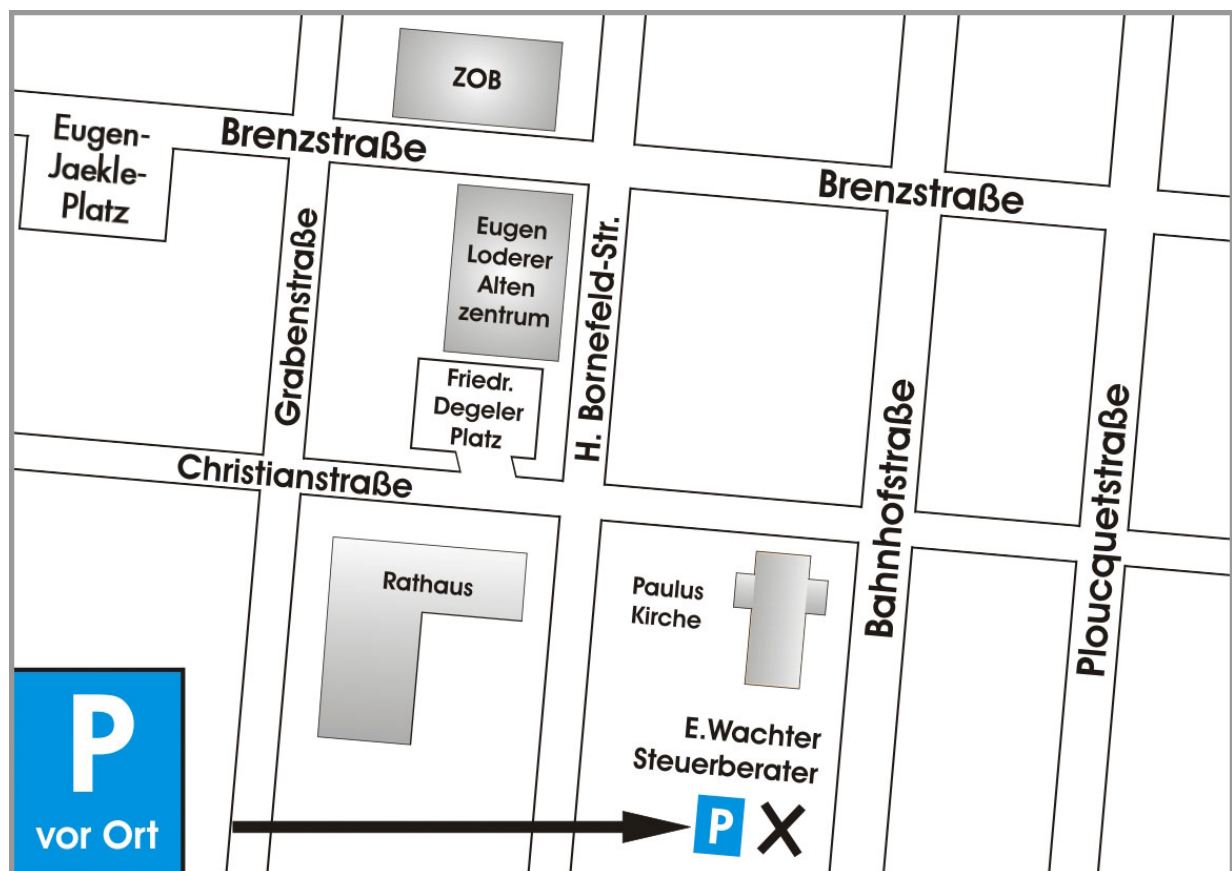 ZOB
Eugen-
Jaekle-
Platz
Brenzstraße
Brenzstraße
Grabenstraße
Eugen
Loderer
Alten
zentrum
H. Bornefeld-Str.
Friedr.
Degeler
Platz
Christianstraße
Bahnhofstraße
Ploucquetstraße
Rathaus
Paulus
Kirche
E.Wachter
Steuerberater
P
vor Ort
P